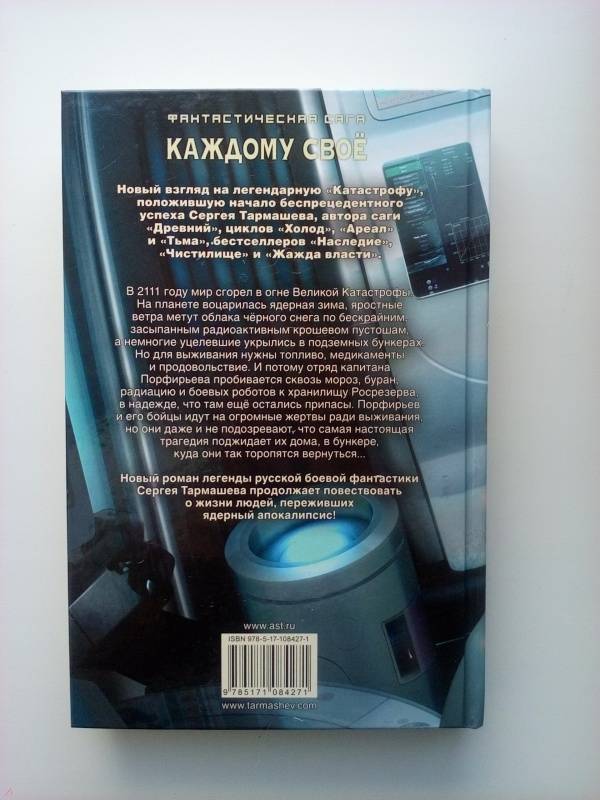 ФАНТАСТИЧЕСКАЯ САГА
КАЖДОМУ СВОЁ
Новый взгляд на легендарную «Катастрофу»,
положившую начало беспрецедентного
успеха Сергея Тармашева, автора саги
«Древний», циклов «Холод», «Ареал»
и «Тьма», бестселлеров «Наследие»,
«Чистилище» и «Жажда власти».
В 2111 году мир сгорел в огне Великой Катастрофы.
На планете воцарилась ядерная зима, яростные
ветра метут облака чёрного снега по бескрайним,
засыпанным радиоактивным крошевом пустошам,
а немногие уцелевшие укрылись в подземных бункерах.
Но для выживания нужны топливо, медикаменты
и продовольствие. И потому отряд капитана
Порфирьева пробивается сквозь мороз, буран,
радиацию и боевых роботов к хранилищу Росрезерва,
в надежде, что там ещё остались припасы. Порфирьев
и его бойцы идут на огромные жертвы ради выживания,
но они даже и не подозревают, что самая настоящая
трагедия поджидает их дома, в бункере,
куда они так торопятся вернуться...
Новый роман легенды русской боевой фантастики
Сергея Тармашева продолжает повествовать
о жизни людей, переживших
ядерный апокалипсис!
www.ast.ru
ISBN 978-5-17-108427-1
9 785171 084271
www.tarmashev.com